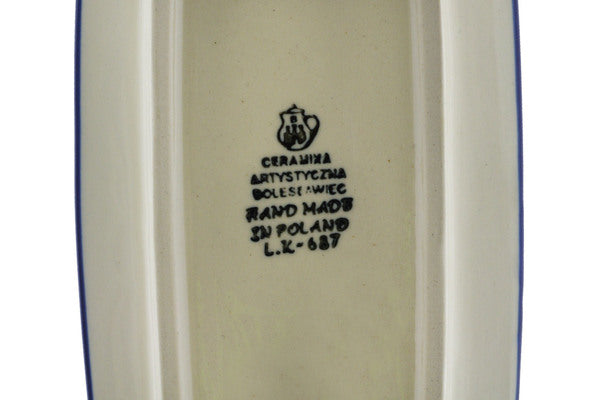 CERAMIKA
ARTYSTYCZNA
BOLESŁAWIEC
HAND MADE
IN POLAND
L.K-687